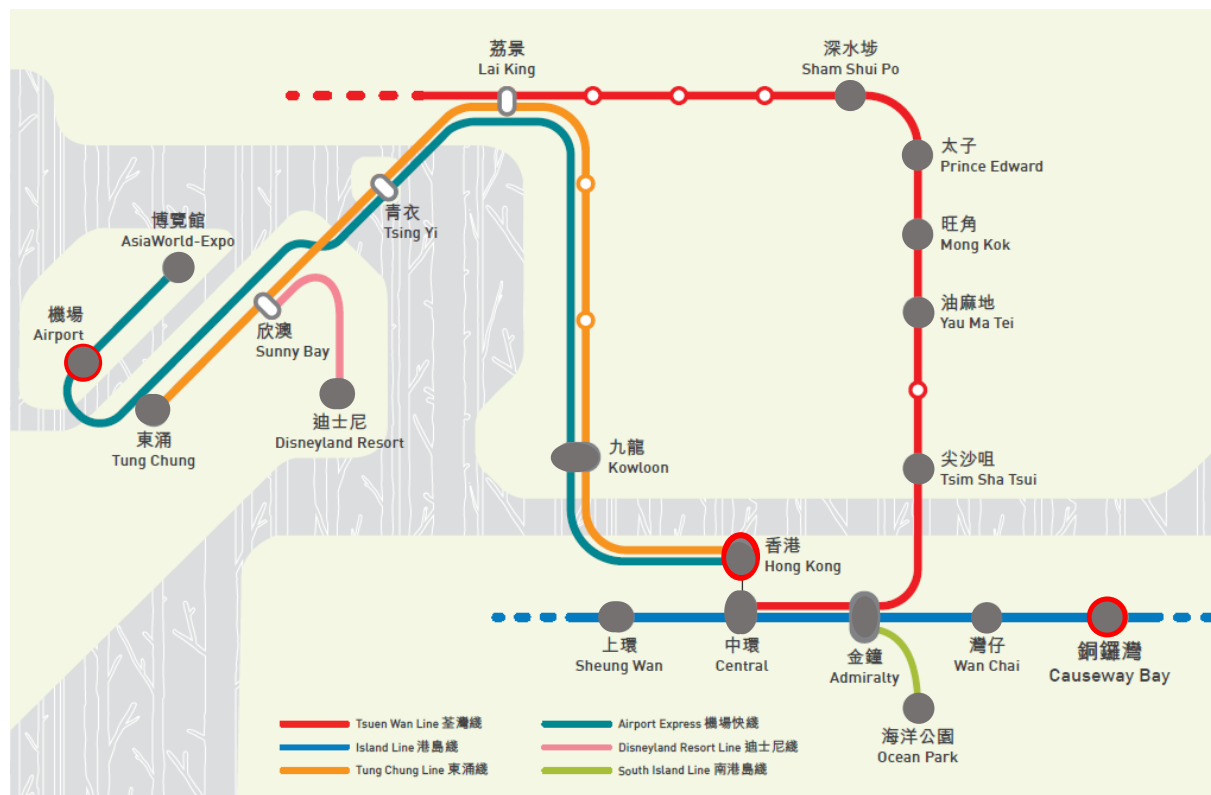 荔景
Lai King
深水埗
Sham Shui Po
太子
Prince Edward
旺角
Mong Kok
油麻地
Yau Ma Tei
尖沙咀
Tsim Sha Tsui
青衣
Tsing Yi
博覽館
AsiaWorld-Expo
機場
Airport
欣澳
Sunny Bay
東涌
Tung Chung
迪士尼
Disneyland Resort
九龍
Kowloon
香港
Hong Kong
上環
Sheung Wan
中環
Central
金鐘
Admiralty
灣仔
Wan Chai
銅鑼灣
Causeway Bay
海洋公園
Ocean Park
Tsuen Wan Line 荃灣綫
Island Line 港島綫
Tung Chung Line 東涌綫
Airport Express 機場快綫
Disneyland Resort Line 迪士尼綫
South Island Line 南港島綫